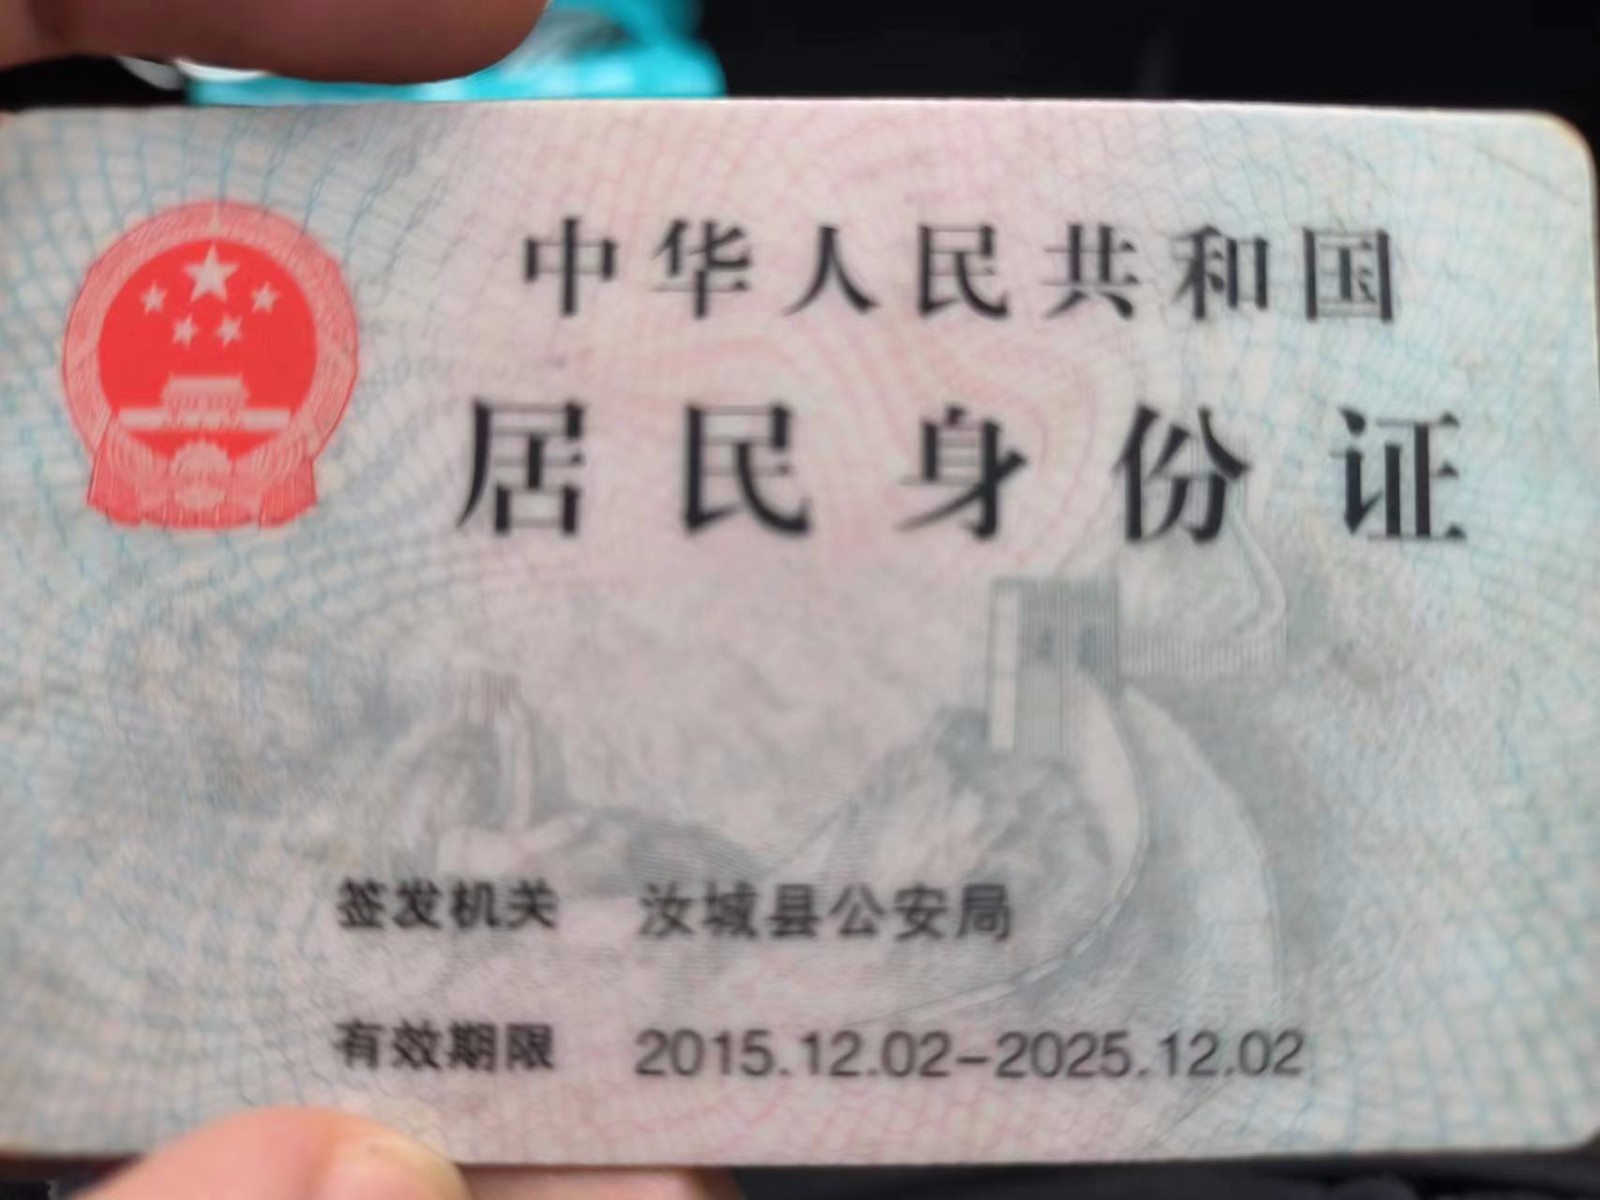 中华人民共和国
居民身份证
签发机关 汝城县公安局
有效期限 2015.12.02-2025.12.02